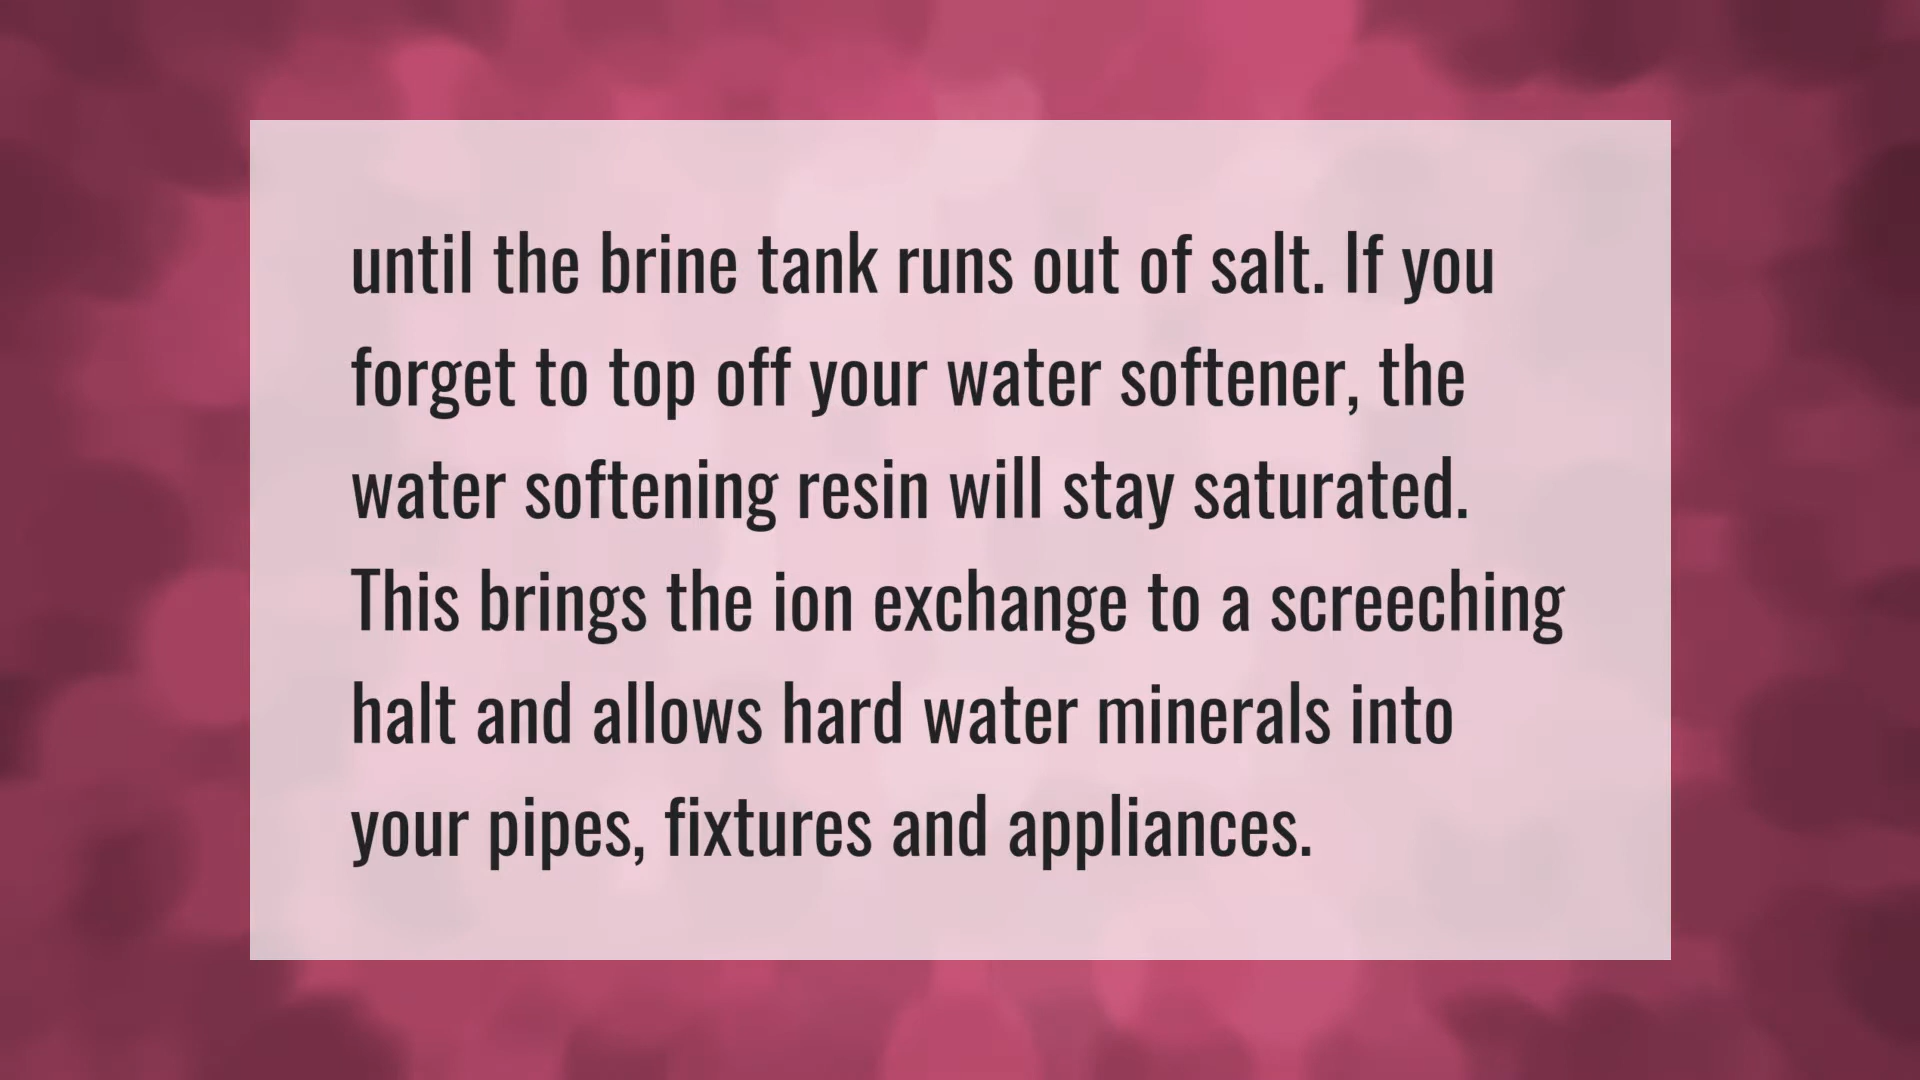 until the brine tank runs out of salt. If you
forget to top off your water softener, the
water softening resin will stay saturated.
This brings the ion exchange to a screeching
halt and allows hard water minerals into
your pipes, fixtures and appliances.